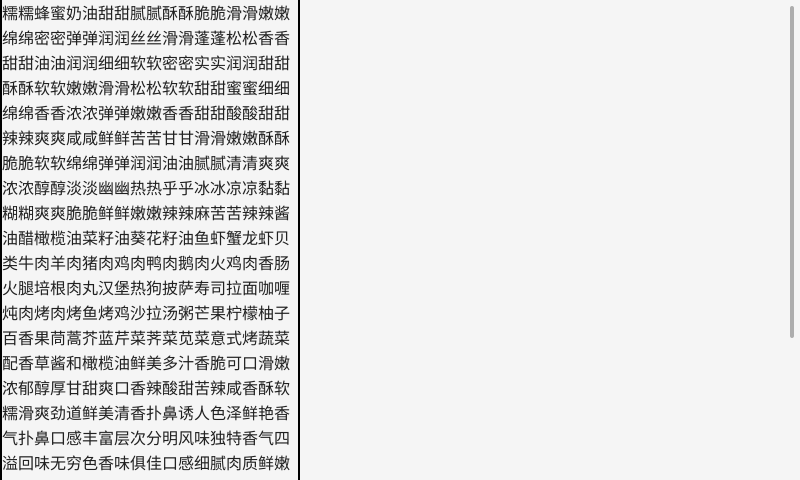 糯糯蜂蜜奶油甜甜腻腻酥酥脆脆滑滑嫩嫩
绵绵密密弹弹润润丝丝滑滑蓬蓬松松香香
甜甜油油润润细细软软密密实实润润甜甜
酥酥软软嫩嫩滑滑松松软软甜甜蜜蜜细细
绵绵香香浓浓弹弹嫩嫩香香甜甜酸酸甜甜
辣辣爽爽咸咸鲜鲜苦苦甘甘滑滑嫩嫩酥酥
脆脆软软绵绵弹弹润润油油腻腻清清爽爽
浓浓醇醇淡淡幽幽热热乎乎冰冰凉凉黏黏
糊糊爽爽脆脆鲜鲜嫩嫩辣辣麻苦苦辣辣酱
油醋橄榄油菜籽油葵花籽油鱼虾蟹龙虾贝
类牛肉羊肉猪肉鸡肉鸭肉鹅肉火鸡肉香肠
火腿培根肉丸汉堡热狗披萨寿司拉面咖喱
炖肉烤肉烤鱼烤鸡沙拉汤粥芒果柠檬柚子
百香果茼蒿芥蓝芹菜荠菜苋菜意式烤蔬菜
配香草酱和橄榄油鲜美多汁香脆可口滑嫩
浓郁醇厚甘甜爽口香辣酸甜苦辣咸香酥软
糯滑爽劲道鲜美清香扑鼻诱人色泽鲜艳香
气扑鼻口感丰富层次分明风味独特香气四
溢回味无穷色香味俱佳口感细腻肉质鲜嫩